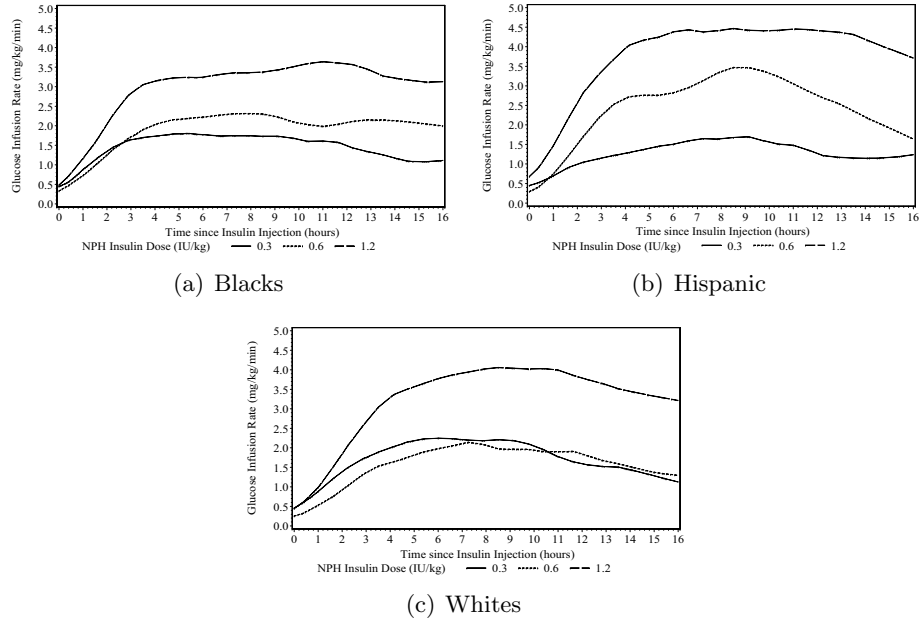 Glucose Infusion Rate (mg/kg/min)
5.0
4.5
4.0
3.5
3.0
2.5
2.0
1.5
1.0
0.5
0.0
0 1 2 3 4 5 6 7 8 9 10 11 12 13 14 15 16
Time since Insulin Injection (hours)
NPH Insulin Dose (IU/kg) 0.3 0.6 1.2
(a) Blacks
Glucose Infusion Rate (mg/kg/min)
5.0
4.5
4.0
3.5
3.0
2.5
2.0
1.5
1.0
0.5
0.0
0 1 2 3 4 5 6 7 8 9 10 11 12 13 14 15 16
Time since Insulin Injection (hours)
NPH Insulin Dose (IU/kg) 0.3 0.6 1.2
(b) Hispanic
Glucose Infusion Rate (mg/kg/min)
5.0
4.5
4.0
3.5
3.0
2.5
2.0
1.5
1.0
0.5
0.0
0 1 2 3 4 5 6 7 8 9 10 11 12 13 14 15 16
Time since Insulin Injection (hours)
NPH Insulin Dose (IU/kg) 0.3 0.6 1.2
(c) Whites